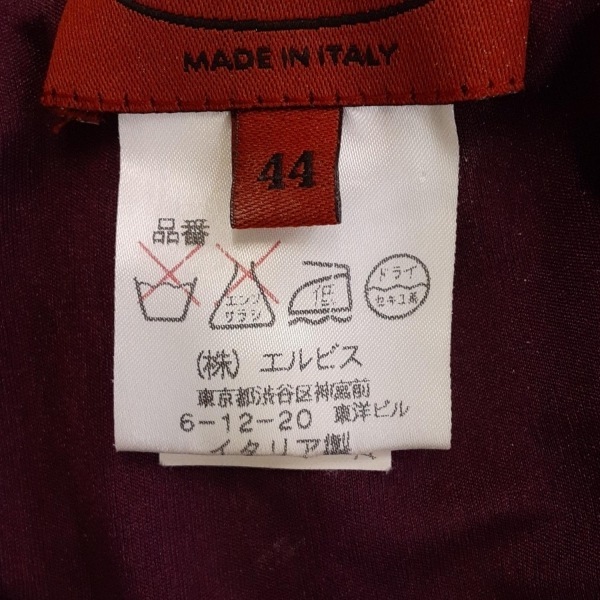 MADE IN ITALY
44
品番
エンソ
サラシ
低
ドライ
セキユ系
(株) エルビス
東京都渋谷区神宮前
6-12-20 東洋ビル
イタリア製